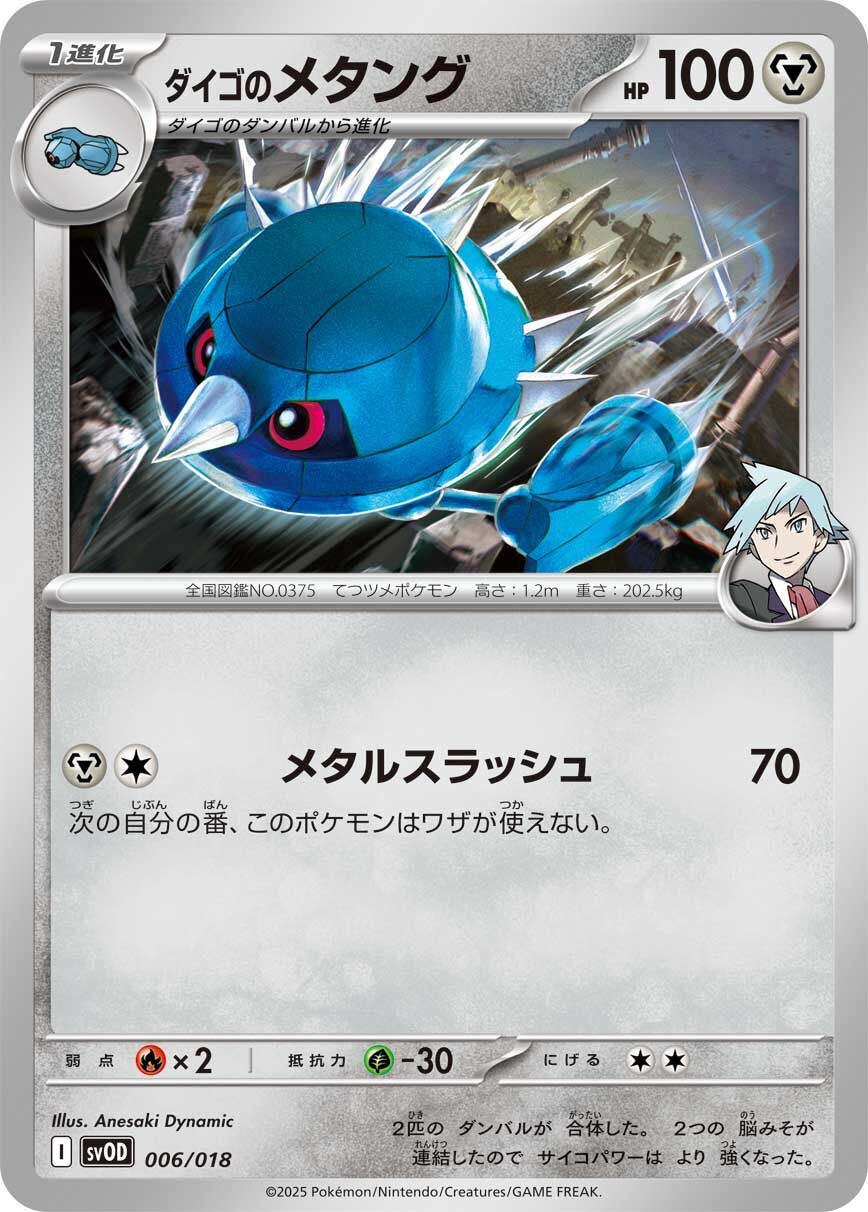 1進化
ダイゴのメタング
HP 100
ダイゴのダンバルから進化
全国図鑑NO.0375 てつツメポケモン 高さ：1.2m 重さ：202.5kg
メタルスラッシュ 70
次の自分の番、このポケモンはワザが使えない。
弱点 ×2 抵抗力 -30 にげる
Illus. Anesaki Dynamic
I svOD 006/018
2匹の ダンバルが 合体した。 2つの 脳みそが
連結したので サイコパワーは より 強くなった。
©2025 Pokémon/Nintendo/Creatures/GAME FREAK.